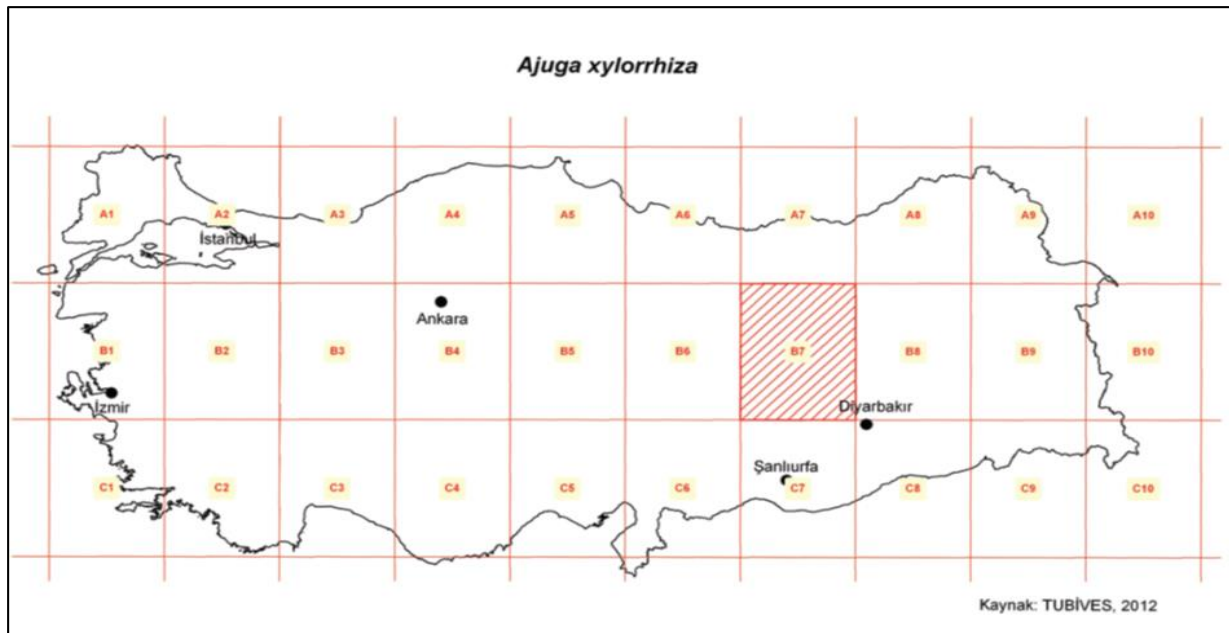 Ajuga xylorrhiza
A1 A2 A3 A4 A5 A6 A7 A8 A9 A10
İstanbul
Ankara
B1 B2 B3 B4 B5 B6 B7 B8 B9 B10
İzmir
Diyarbakır
Şanlıurfa
C1 C2 C3 C4 C5 C6 C7 C8 C9 C10
Kaynak: TUBİVES, 2012